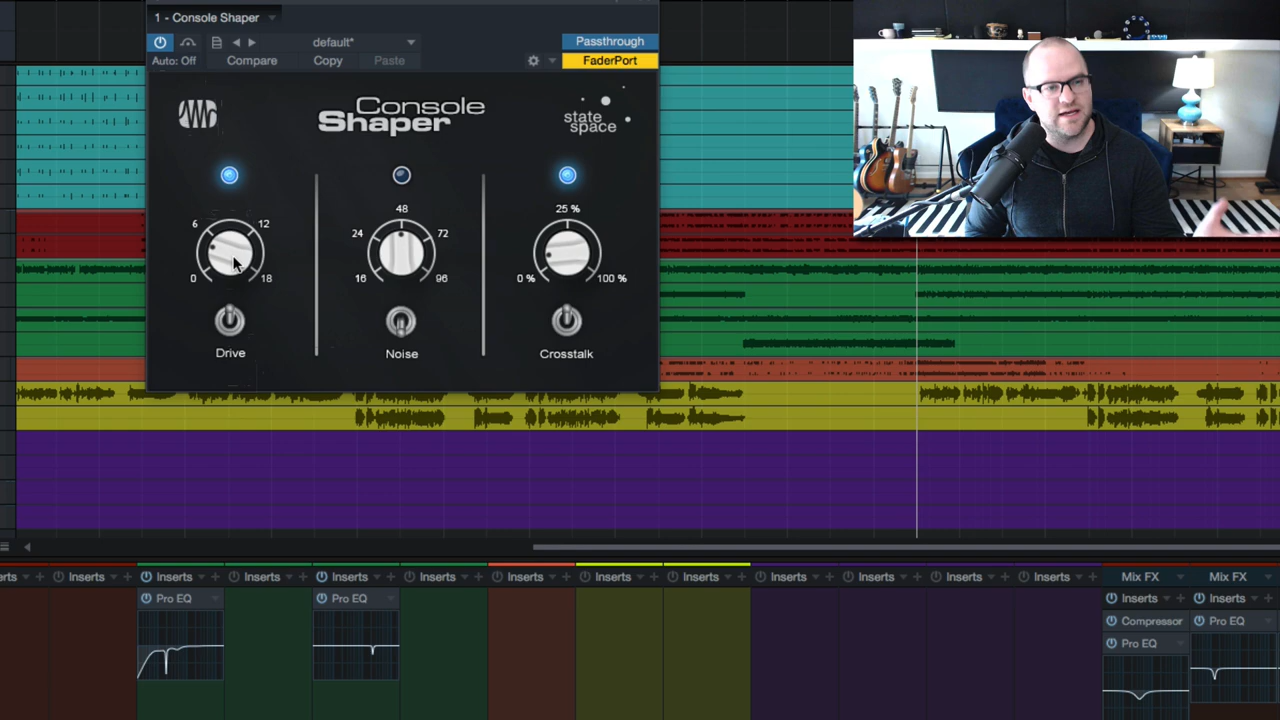 1 - Console Shaper
default*
Passthrough
Auto: Off
Compare
Copy
Paste
FaderPort
Console
Shaper
state
space
6
12
0
18
Drive
48
24
72
16
96
Noise
25 %
0 %
100 %
Crosstalk
erts
Inserts
Inserts
Inserts
Inserts
Inserts
Inserts
Inserts
Inserts
Inserts
Inserts
Inserts
Inserts
Mix FX
Mix FX
Pro EQ
Pro EQ
Inserts
Inserts
Compressor
Pro EQ
Pro EQ